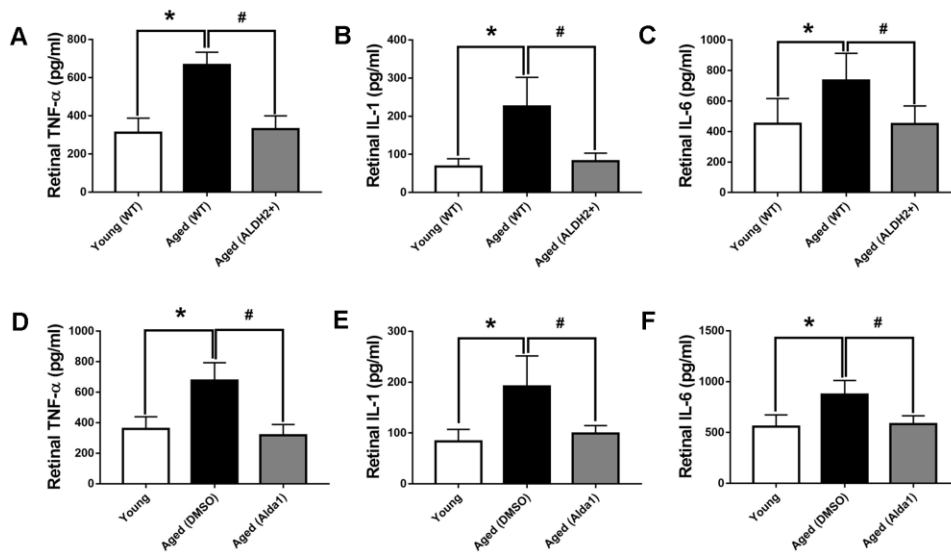 A
Retinal TNF-α (pg/ml)
800
600
400
200
0
*
#
Young (WT)
Aged (WT)
Aged (ALDH2+)
B
Retinal IL-1 (pg/ml)
400
300
200
100
0
*
#
Young (WT)
Aged (WT)
Aged (ALDH2+)
C
Retinal IL-6 (pg/ml)
1000
800
600
400
200
0
*
#
Young (WT)
Aged (WT)
Aged (ALDH2+)
D
Retinal TNF-α (pg/ml)
1000
800
600
400
200
0
*
#
Young
Aged (DMSO)
Aged (Alda1)
E
Retinal IL-1 (pg/ml)
300
200
100
0
*
#
Young
Aged (DMSO)
Aged (Alda1)
F
Retinal IL-6 (pg/ml)
1500
1000
500
0
*
#
Young
Aged (DMSO)
Aged (Alda1)